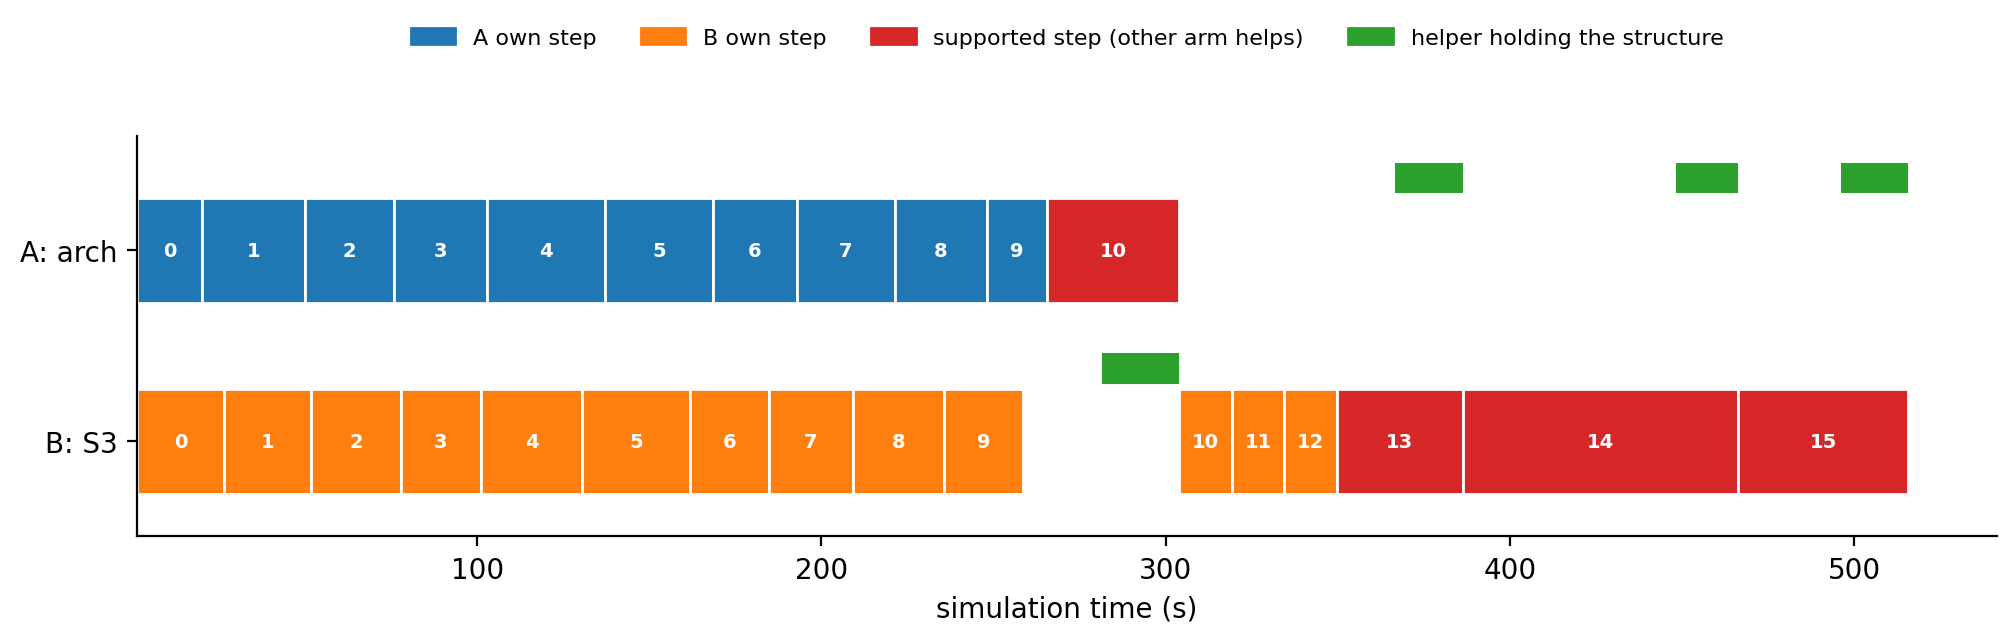 A own step B own step supported step (other arm helps) helper holding the structure
A: arch 0 1 2 3 4 5 6 7 8 9 10
B: S3 0 1 2 3 4 5 6 7 8 9 10 11 12 13 14 15
100 200 300 400 500
simulation time (s)